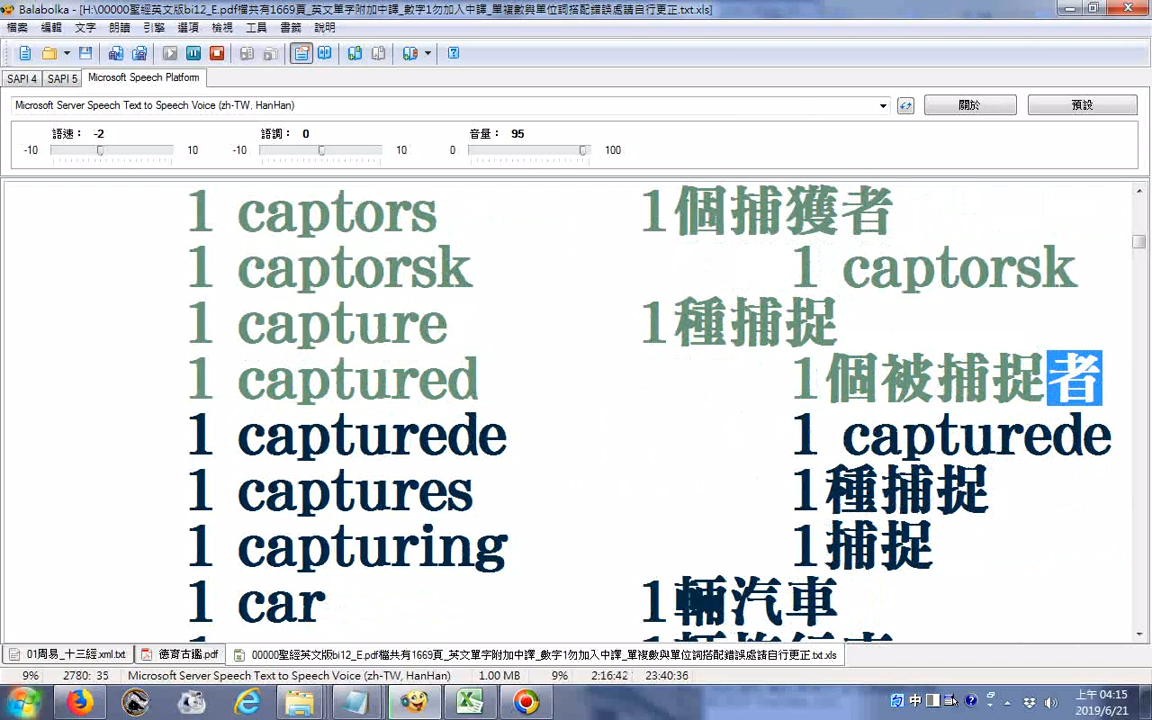 Balabolka - [H:\00000聖經英文版bi12_E.pdf檔共有1669頁_英文單字附加中譯_數字1勿加入中譯_單複數與單位詞搭配錯誤處請自行更正.txt.xls]
檔案 編輯 文字 朗讀 引擎 選項 檢視 工具 書籤 說明
SAPI 4 SAPI 5 Microsoft Speech Platform
Microsoft Server Speech Text to Speech Voice (zh-TW, HanHan) 關於 預設
語速： -2 語調： 0 音量： 95
-10 10 -10 10 0 100
1 captors 1個捕獲者
1 captorsk 1 captorsk
1 capture 1種捕捉
1 captured 1個被捕捉者
1 capturede 1 capturede
1 captures 1種捕捉
1 capturing 1捕捉
1 car 1輛汽車
01周易_十三經.xml.txt 德育古鑑.pdf 00000聖經英文版bi12_E.pdf檔共有1669頁_英文單字附加中譯_數字1勿加入中譯_單複數與單位詞搭配錯誤處請自行更正.txt.xls
9% 2780: 35 Microsoft Server Speech Text to Speech Voice (zh-TW, HanHan) 1.00 MB 9% 2:16:42 23:40:36
中 上午 04:15
2019/6/21